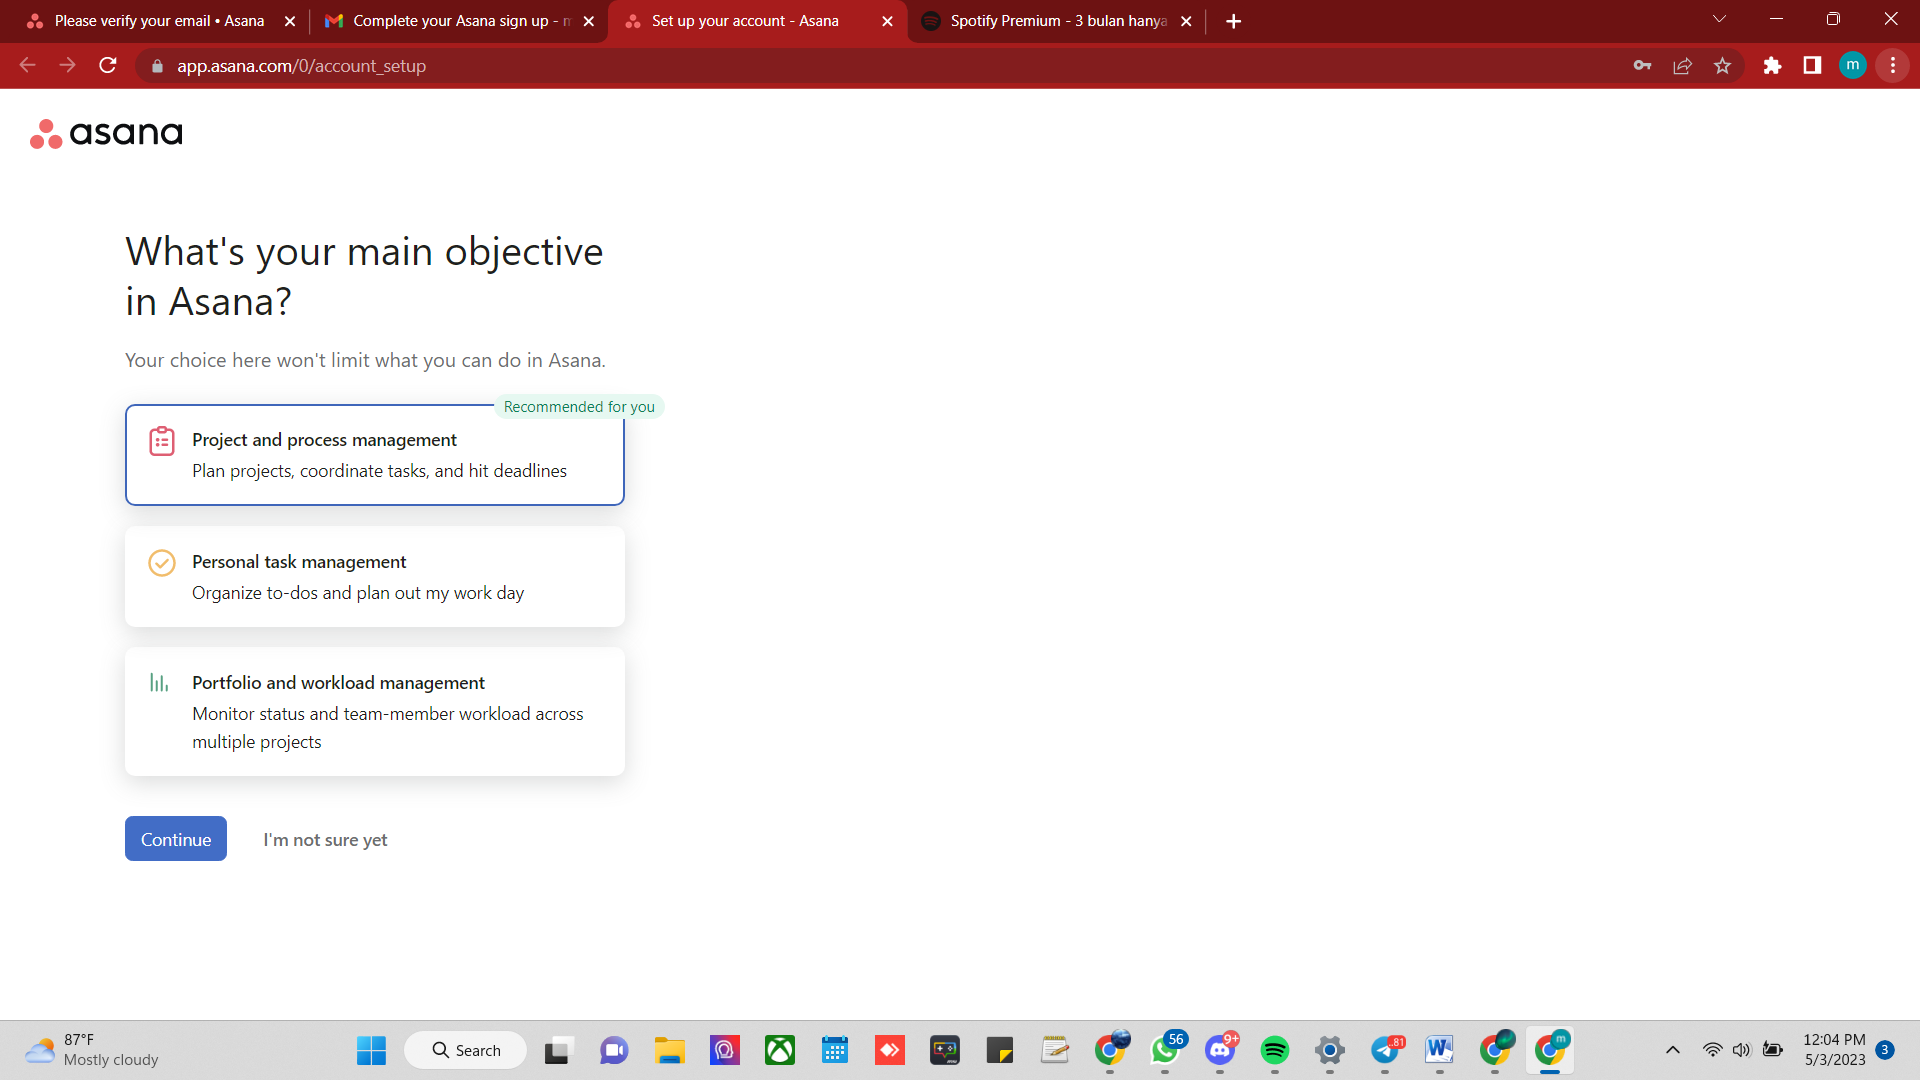 Please verify your email • Asana
Complete your Asana sign up -
Set up your account - Asana
Spotify Premium - 3 bulan hanya
app.asana.com/0/account_setup
m
asana
What's your main objective
in Asana?
Your choice here won't limit what you can do in Asana.
Recommended for you
Project and process management
Plan projects, coordinate tasks, and hit deadlines
Personal task management
Organize to-dos and plan out my work day
Portfolio and workload management
Monitor status and team-member workload across
multiple projects
Continue
I'm not sure yet
87°F
Mostly cloudy
Search
56
9+
..81
W
m
12:04 PM
5/3/2023
3